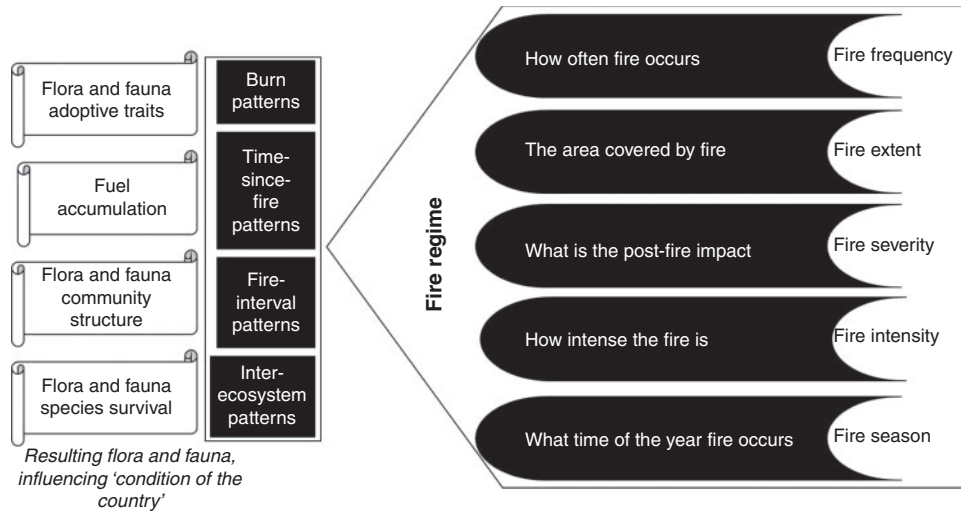 Flora and fauna
adoptive traits
Fuel
accumulation
Flora and fauna
community
structure
Flora and fauna
species survival
Resulting flora and fauna,
influencing ‘condition of the
country’
Burn
patterns
Time-
since-
fire
patterns
Fire-
interval
patterns
Inter-
ecosystem
patterns
Fire regime
How often fire occurs
Fire frequency
The area covered by fire
Fire extent
What is the post-fire impact
Fire severity
How intense the fire is
Fire intensity
What time of the year fire occurs
Fire season